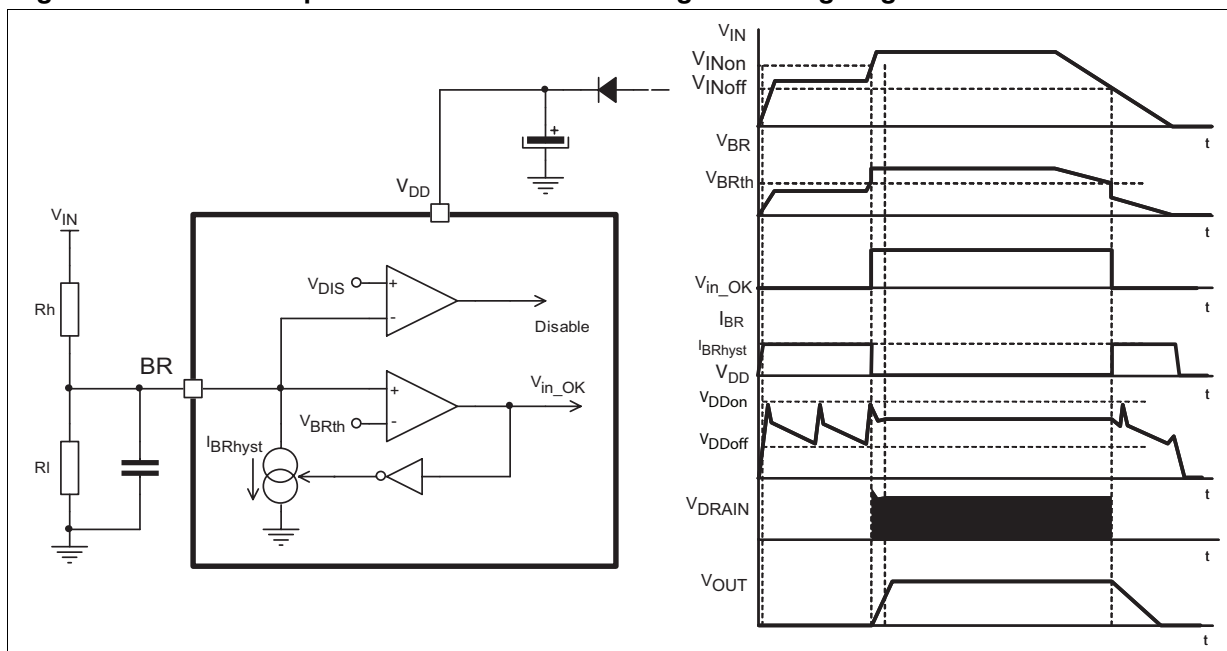 V_DD
V_IN
Rh
BR
Rl
V_DIS
+
-
Disable
+
-
V_BRth
V_in_OK
I_BRhyst
+
V_IN
V_INon
V_INoff
t
V_BR
V_BRth
t
V_in_OK
t
I_BR
I_BRhyst
t
V_DD
V_DDon
V_DDoff
t
V_DRAIN
t
V_OUT
t